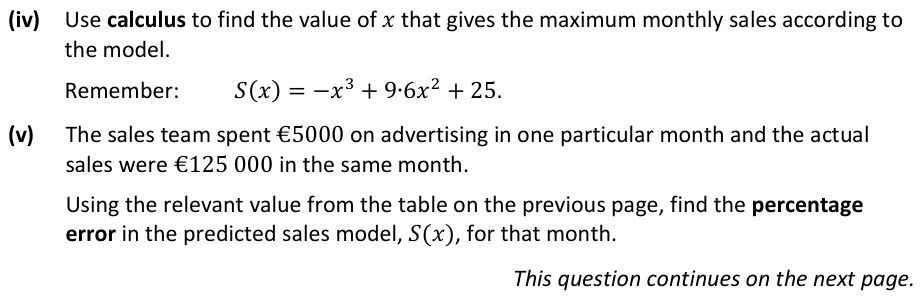 (iv) Use calculus to find the value of x that gives the maximum monthly sales according to
the model.
Remember: S(x) = −x³ + 9·6x² + 25.
(v) The sales team spent €5000 on advertising in one particular month and the actual
sales were €125 000 in the same month.
Using the relevant value from the table on the previous page, find the percentage
error in the predicted sales model, S(x), for that month.
This question continues on the next page.